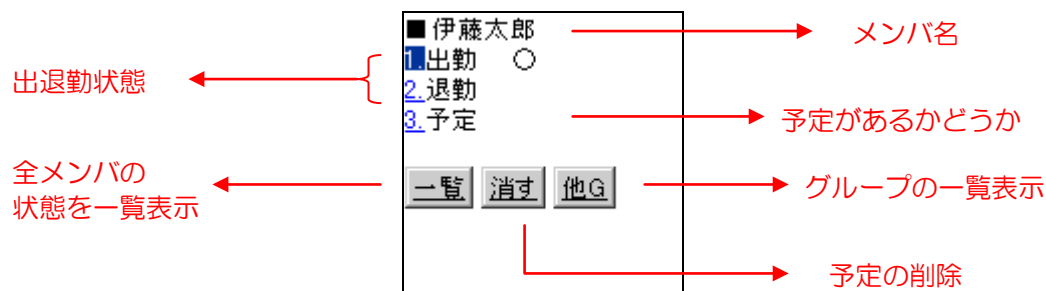 ■伊藤太郎
メンバ名
1.出勤 ○
出退勤状態
2.退勤
3.予定
予定があるかどうか
全メンバの
状態を一覧表示
一覧 消す 他G
グループの一覧表示
予定の削除